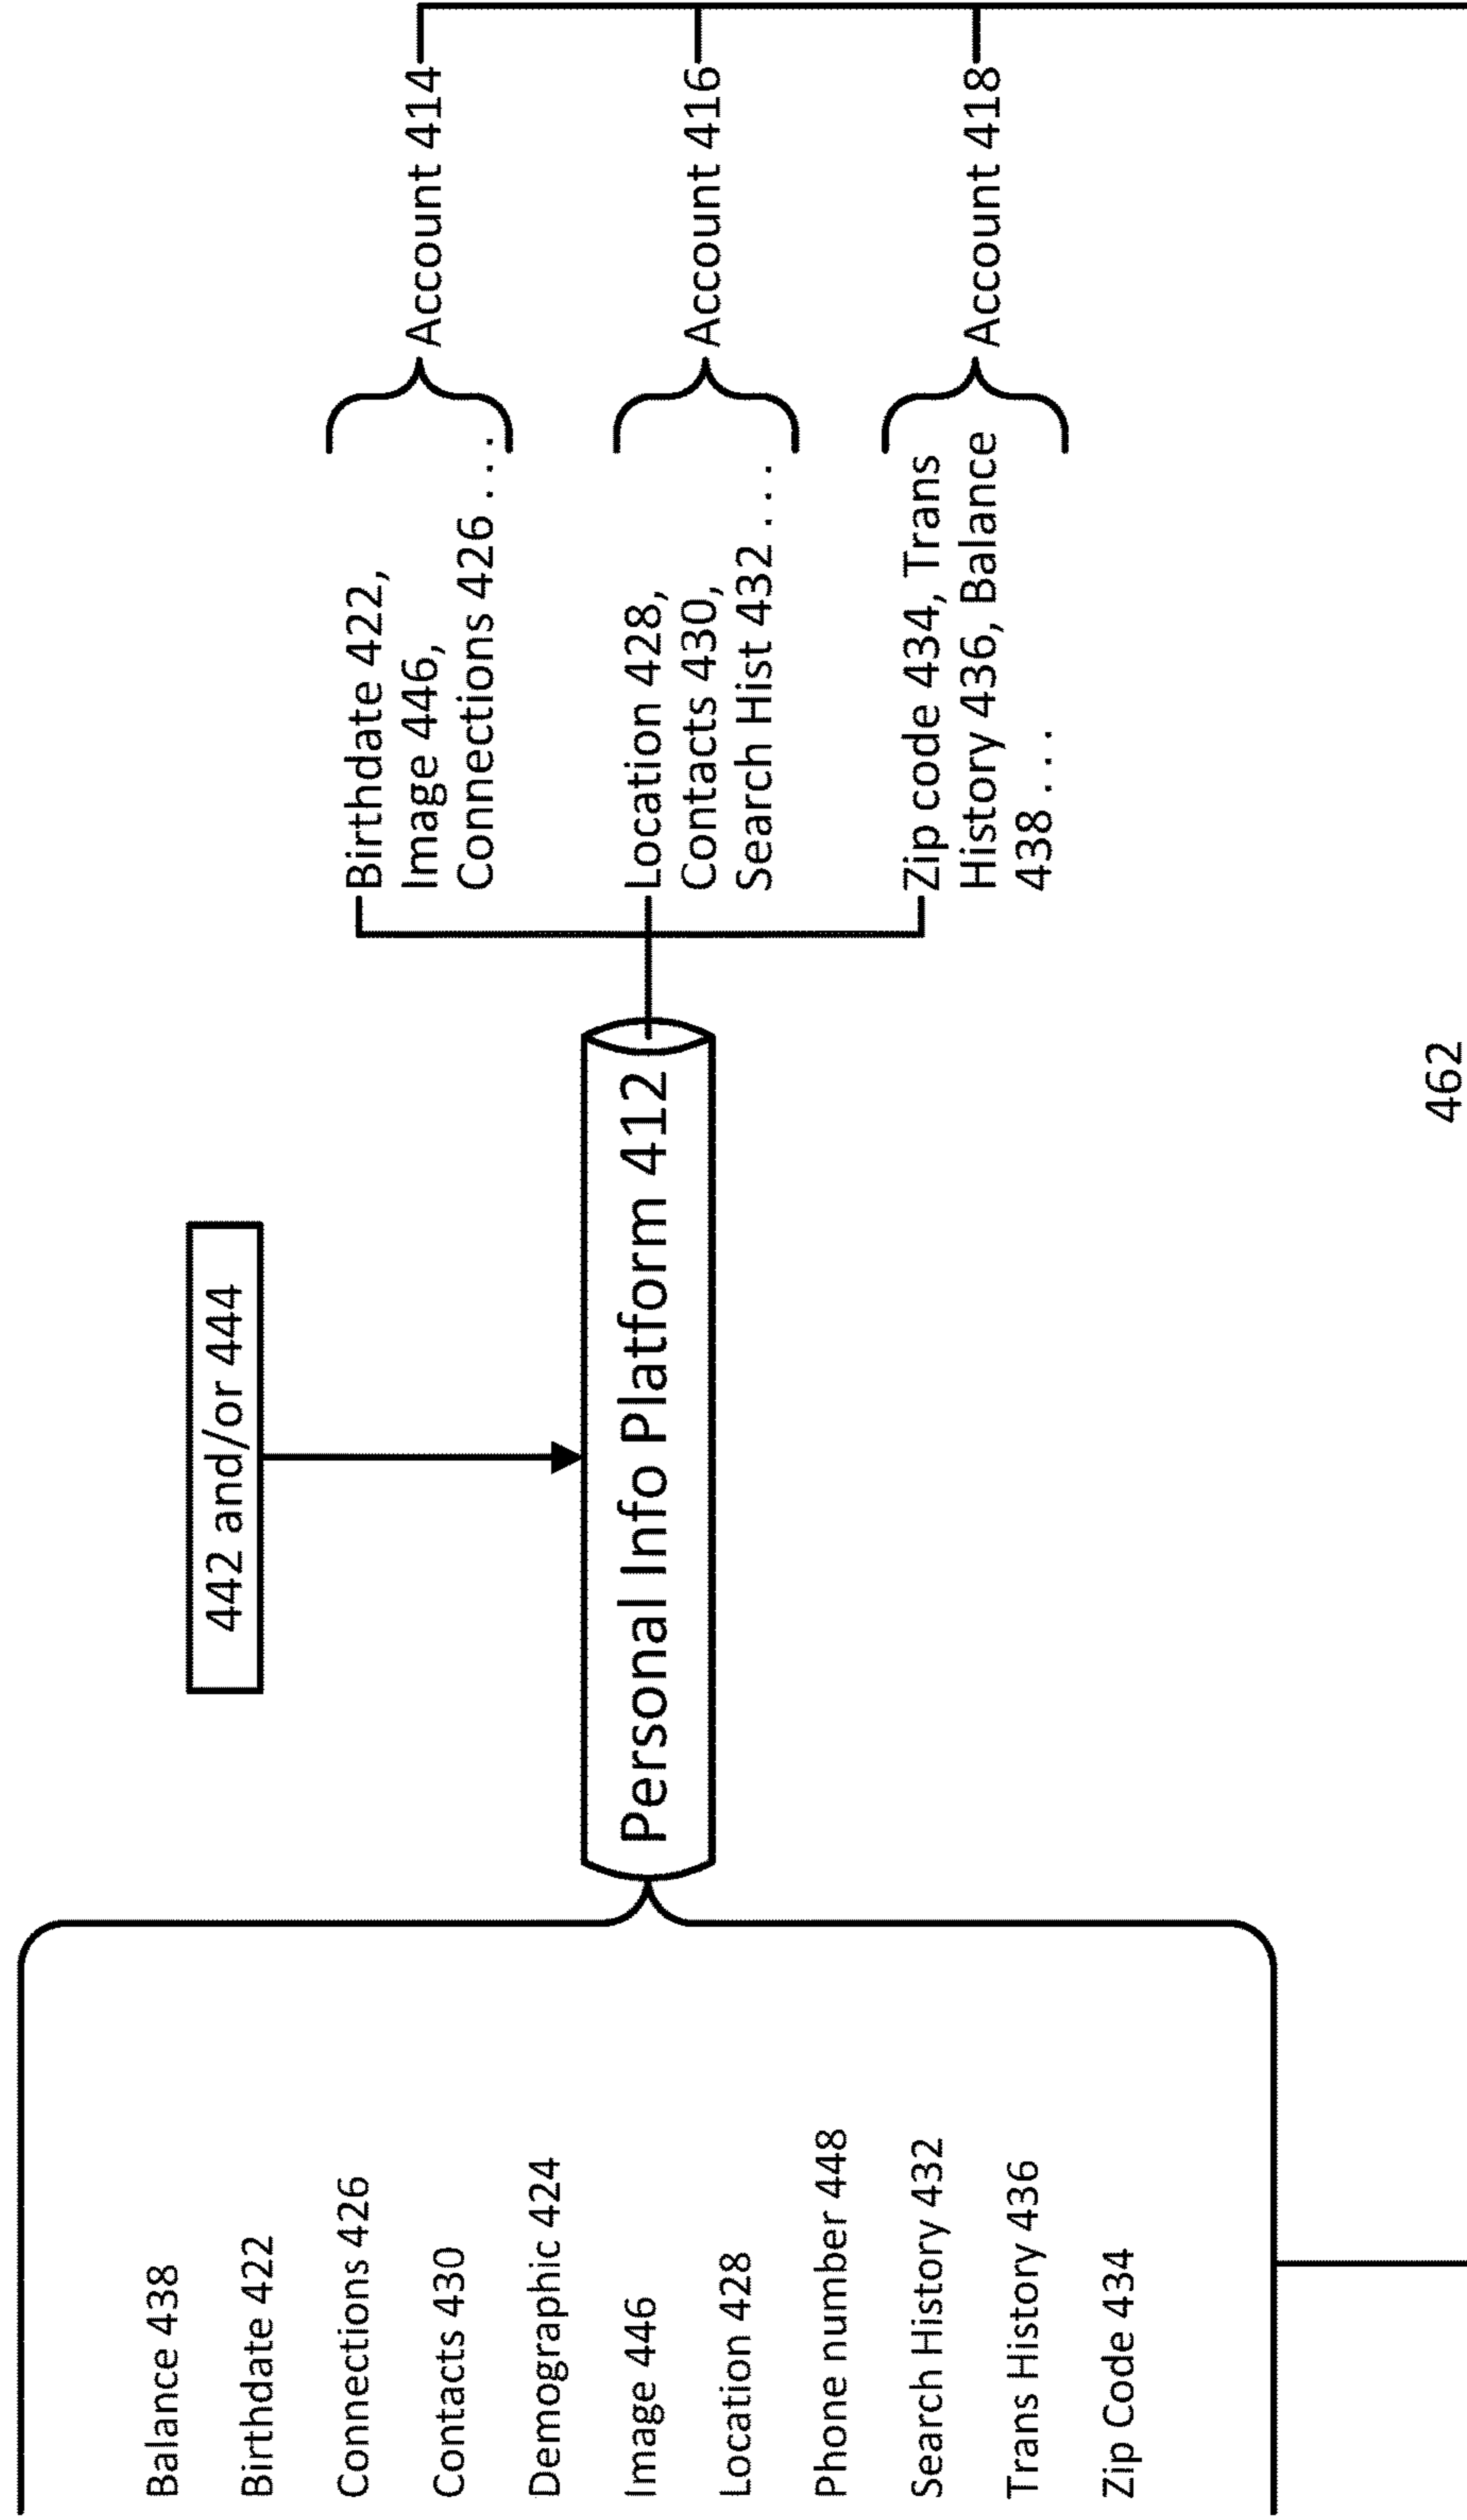 Balance 438
Birthdate 422
Connections 426
Contacts 430
Demographic 424
Image 446
Location 428
Phone number 448
Search History 432
Trans History 436
Zip Code 434
442 and/or 444
Personal Info Platform 412
Birthdate 422,
Image 446,
Connections 426 . . .
Account 414
Location 428,
Contacts 430,
Search Hist 432 . . .
Account 416
Zip code 434, Trans
History 436, Balance
438 . . .
Account 418
462